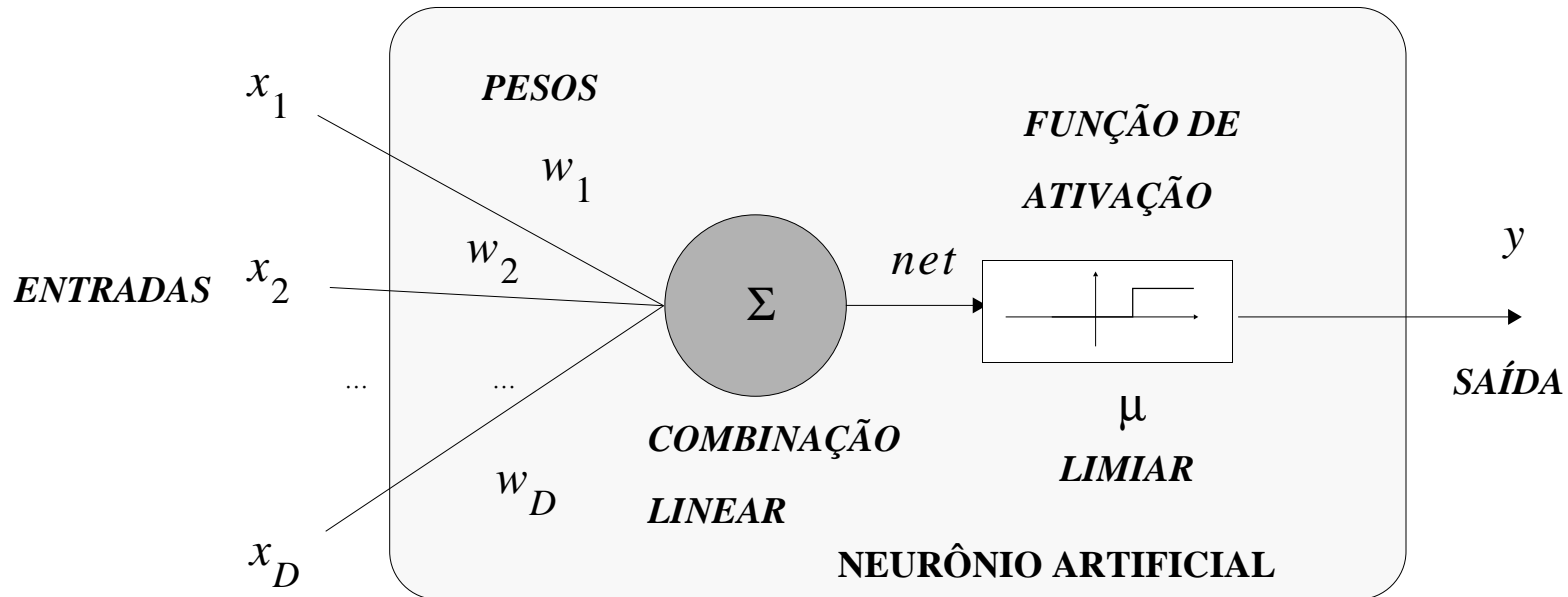 x1
PESOS
FUNÇÃO DE
w1
ATIVAÇÃO
ENTRADAS
x2
w2
Σ
net
y
...
...
μ
SAÍDA
COMBINAÇÃO
LINEAR
LIMIAR
wD
xD
NEURÔNIO ARTIFICIAL